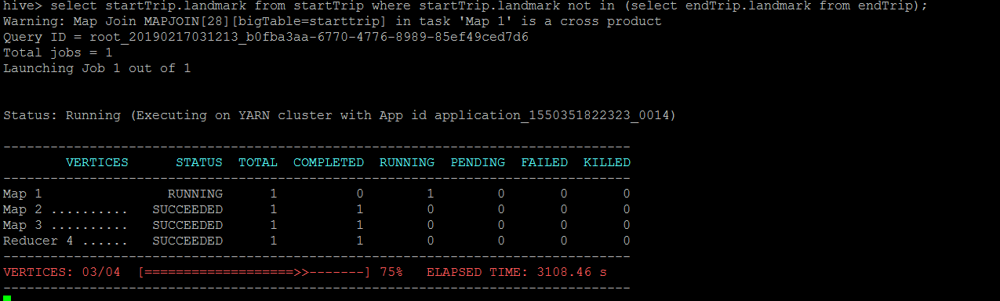 hive> select startTrip.landmark from startTrip where startTrip.landmark not in (select endTrip.landmark from endTrip);
Warning: Map Join MAPJOIN[28][bigTable=starttrip] in task 'Map 1' is a cross product
Query ID = root_20190217031213_b0fba3aa-6770-4776-8989-85ef49ced7d6
Total jobs = 1
Launching Job 1 out of 1
Status: Running (Executing on YARN cluster with App id application_1550351822323_0014)
--------------------------------------------------------------------------------
VERTICES STATUS TOTAL COMPLETED RUNNING PENDING FAILED KILLED
--------------------------------------------------------------------------------
Map 1 RUNNING 1 0 1 0 0 0
Map 2 .......... SUCCEEDED 1 1 0 0 0 0
Map 3 .......... SUCCEEDED 1 1 0 0 0 0
Reducer 4 ...... SUCCEEDED 1 1 0 0 0 0
--------------------------------------------------------------------------------
VERTICES: 03/04 [===================>>-------] 75% ELAPSED TIME: 3108.46 s
--------------------------------------------------------------------------------